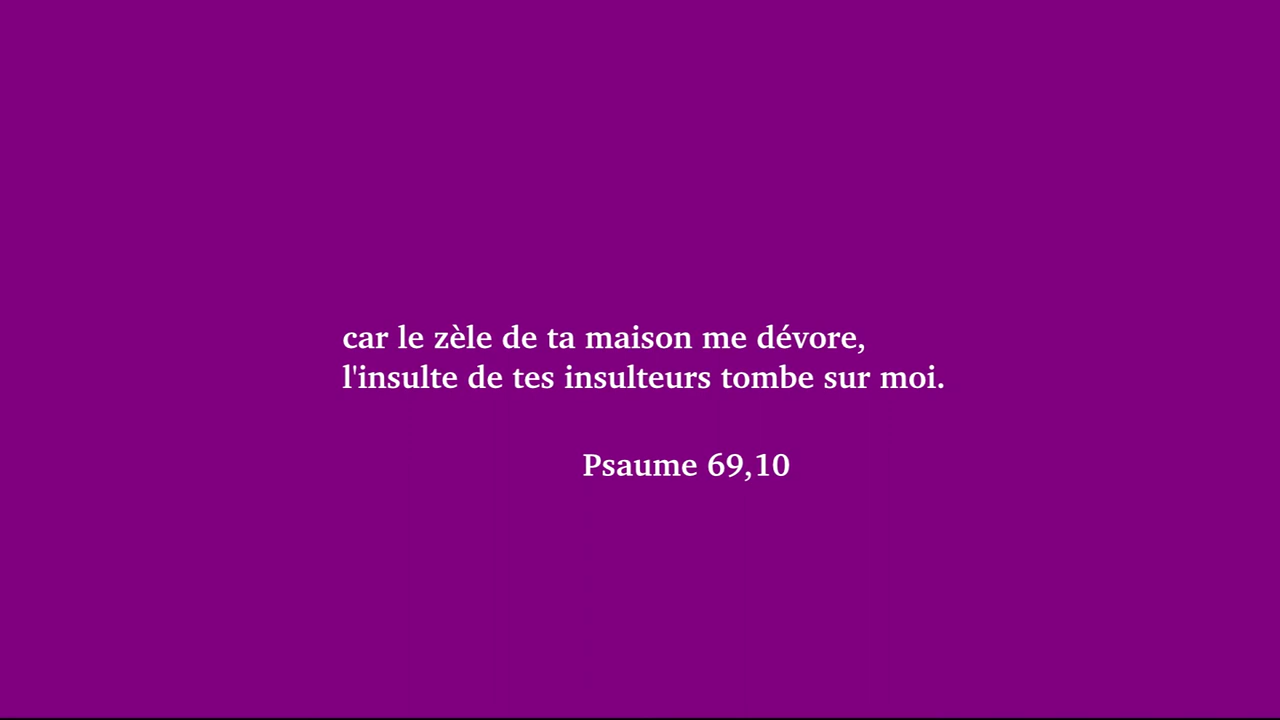 car le zèle de ta maison me dévore,
l'insulte de tes insulteurs tombe sur moi.
Psaume 69,10